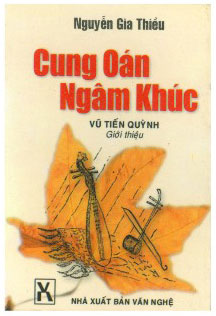 Nguyễn Gia Thiều
Cung Oán
Ngâm Khúc
VŨ TIẾN QUỲNH
Giới thiệu
NHÀ XUẤT BẢN VĂN NGHỆ